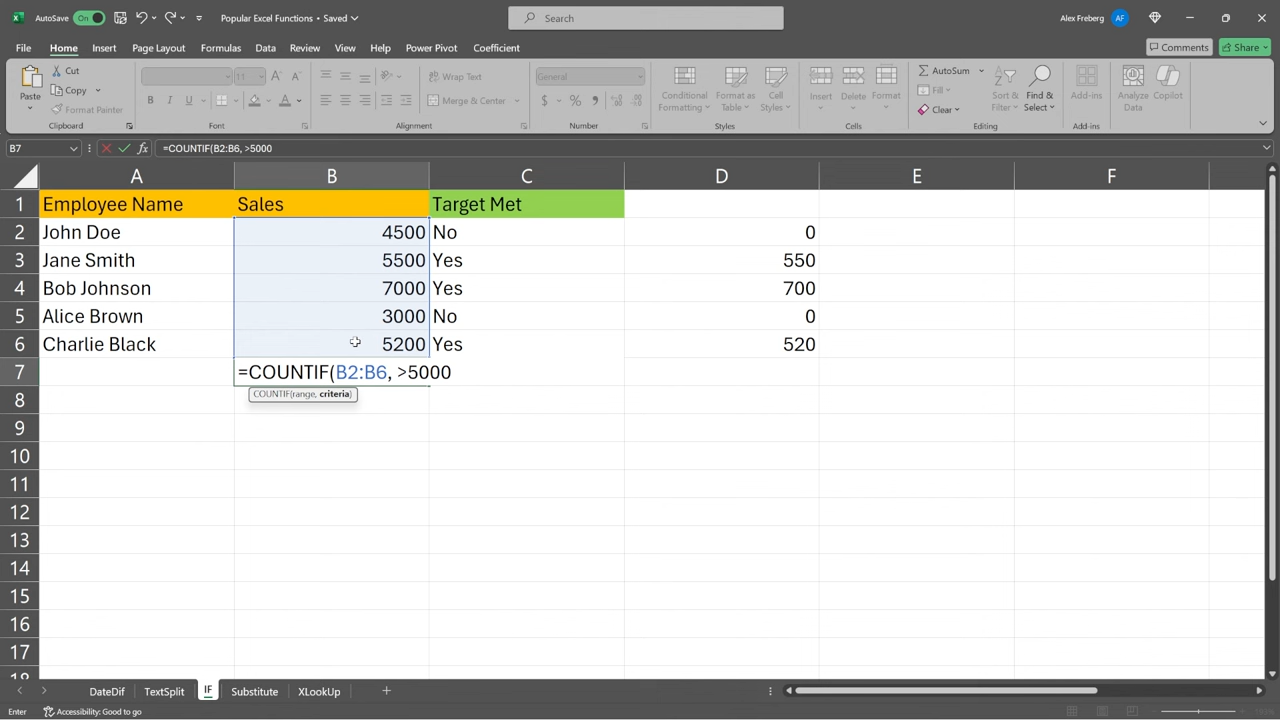 AutoSave On Popular Excel Functions • Saved Search Alex Freberg AF
File Home Insert Page Layout Formulas Data Review View Help Power Pivot Coefficient Comments Share
Paste Cut Copy Format Painter
11 A A Wrap Text General AutoSum
B I U A Merge & Center $ % Conditional Formatting Format as Table Cell Styles Insert Delete Format Fill Clear Sort & Filter Find & Select Add-ins Analyze Data Copilot
Clipboard Font Alignment Number Styles Cells Editing Add-ins
B7 fx =COUNTIF(B2:B6, >5000
A B C D E F
1 Employee Name Sales Target Met
2 John Doe 4500 No 0
3 Jane Smith 5500 Yes 550
4 Bob Johnson 7000 Yes 700
5 Alice Brown 3000 No 0
6 Charlie Black 5200 Yes 520
7 =COUNTIF(B2:B6, >5000
COUNTIF(range, criteria)
8
9
10
11
12
13
14
15
16
17
DateDif TextSplit IF Substitute XLookUp +
Enter Accessibility: Good to go